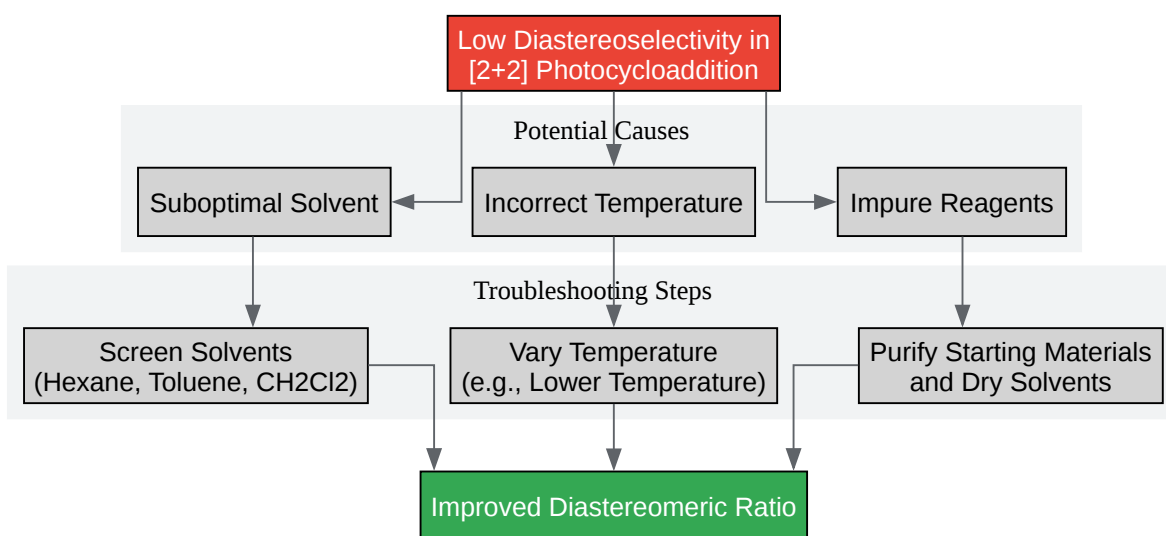 Low Diastereoselectivity in
[2+2] Photocycloaddition
Potential Causes
Suboptimal Solvent
Incorrect Temperature
Impure Reagents
Troubleshooting Steps
Screen Solvents
(Hexane, Toluene, CH2Cl2)
Vary Temperature
(e.g., Lower Temperature)
Purify Starting Materials
and Dry Solvents
Improved Diastereomeric Ratio